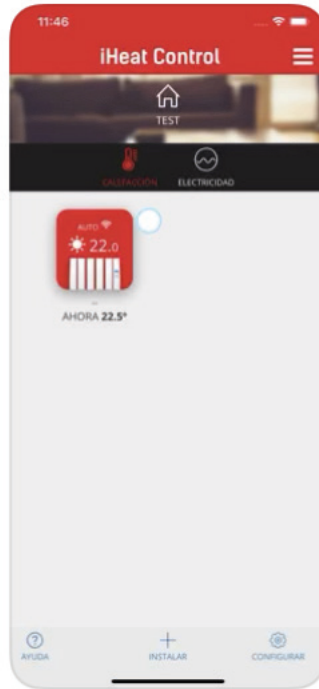 11:46
iHeat Control
TEST
CALEFACCIÓN ELECTRICIDAD
AUTO
22.0
AHORA 22.5°
AYUDA INSTALAR CONFIGURAR